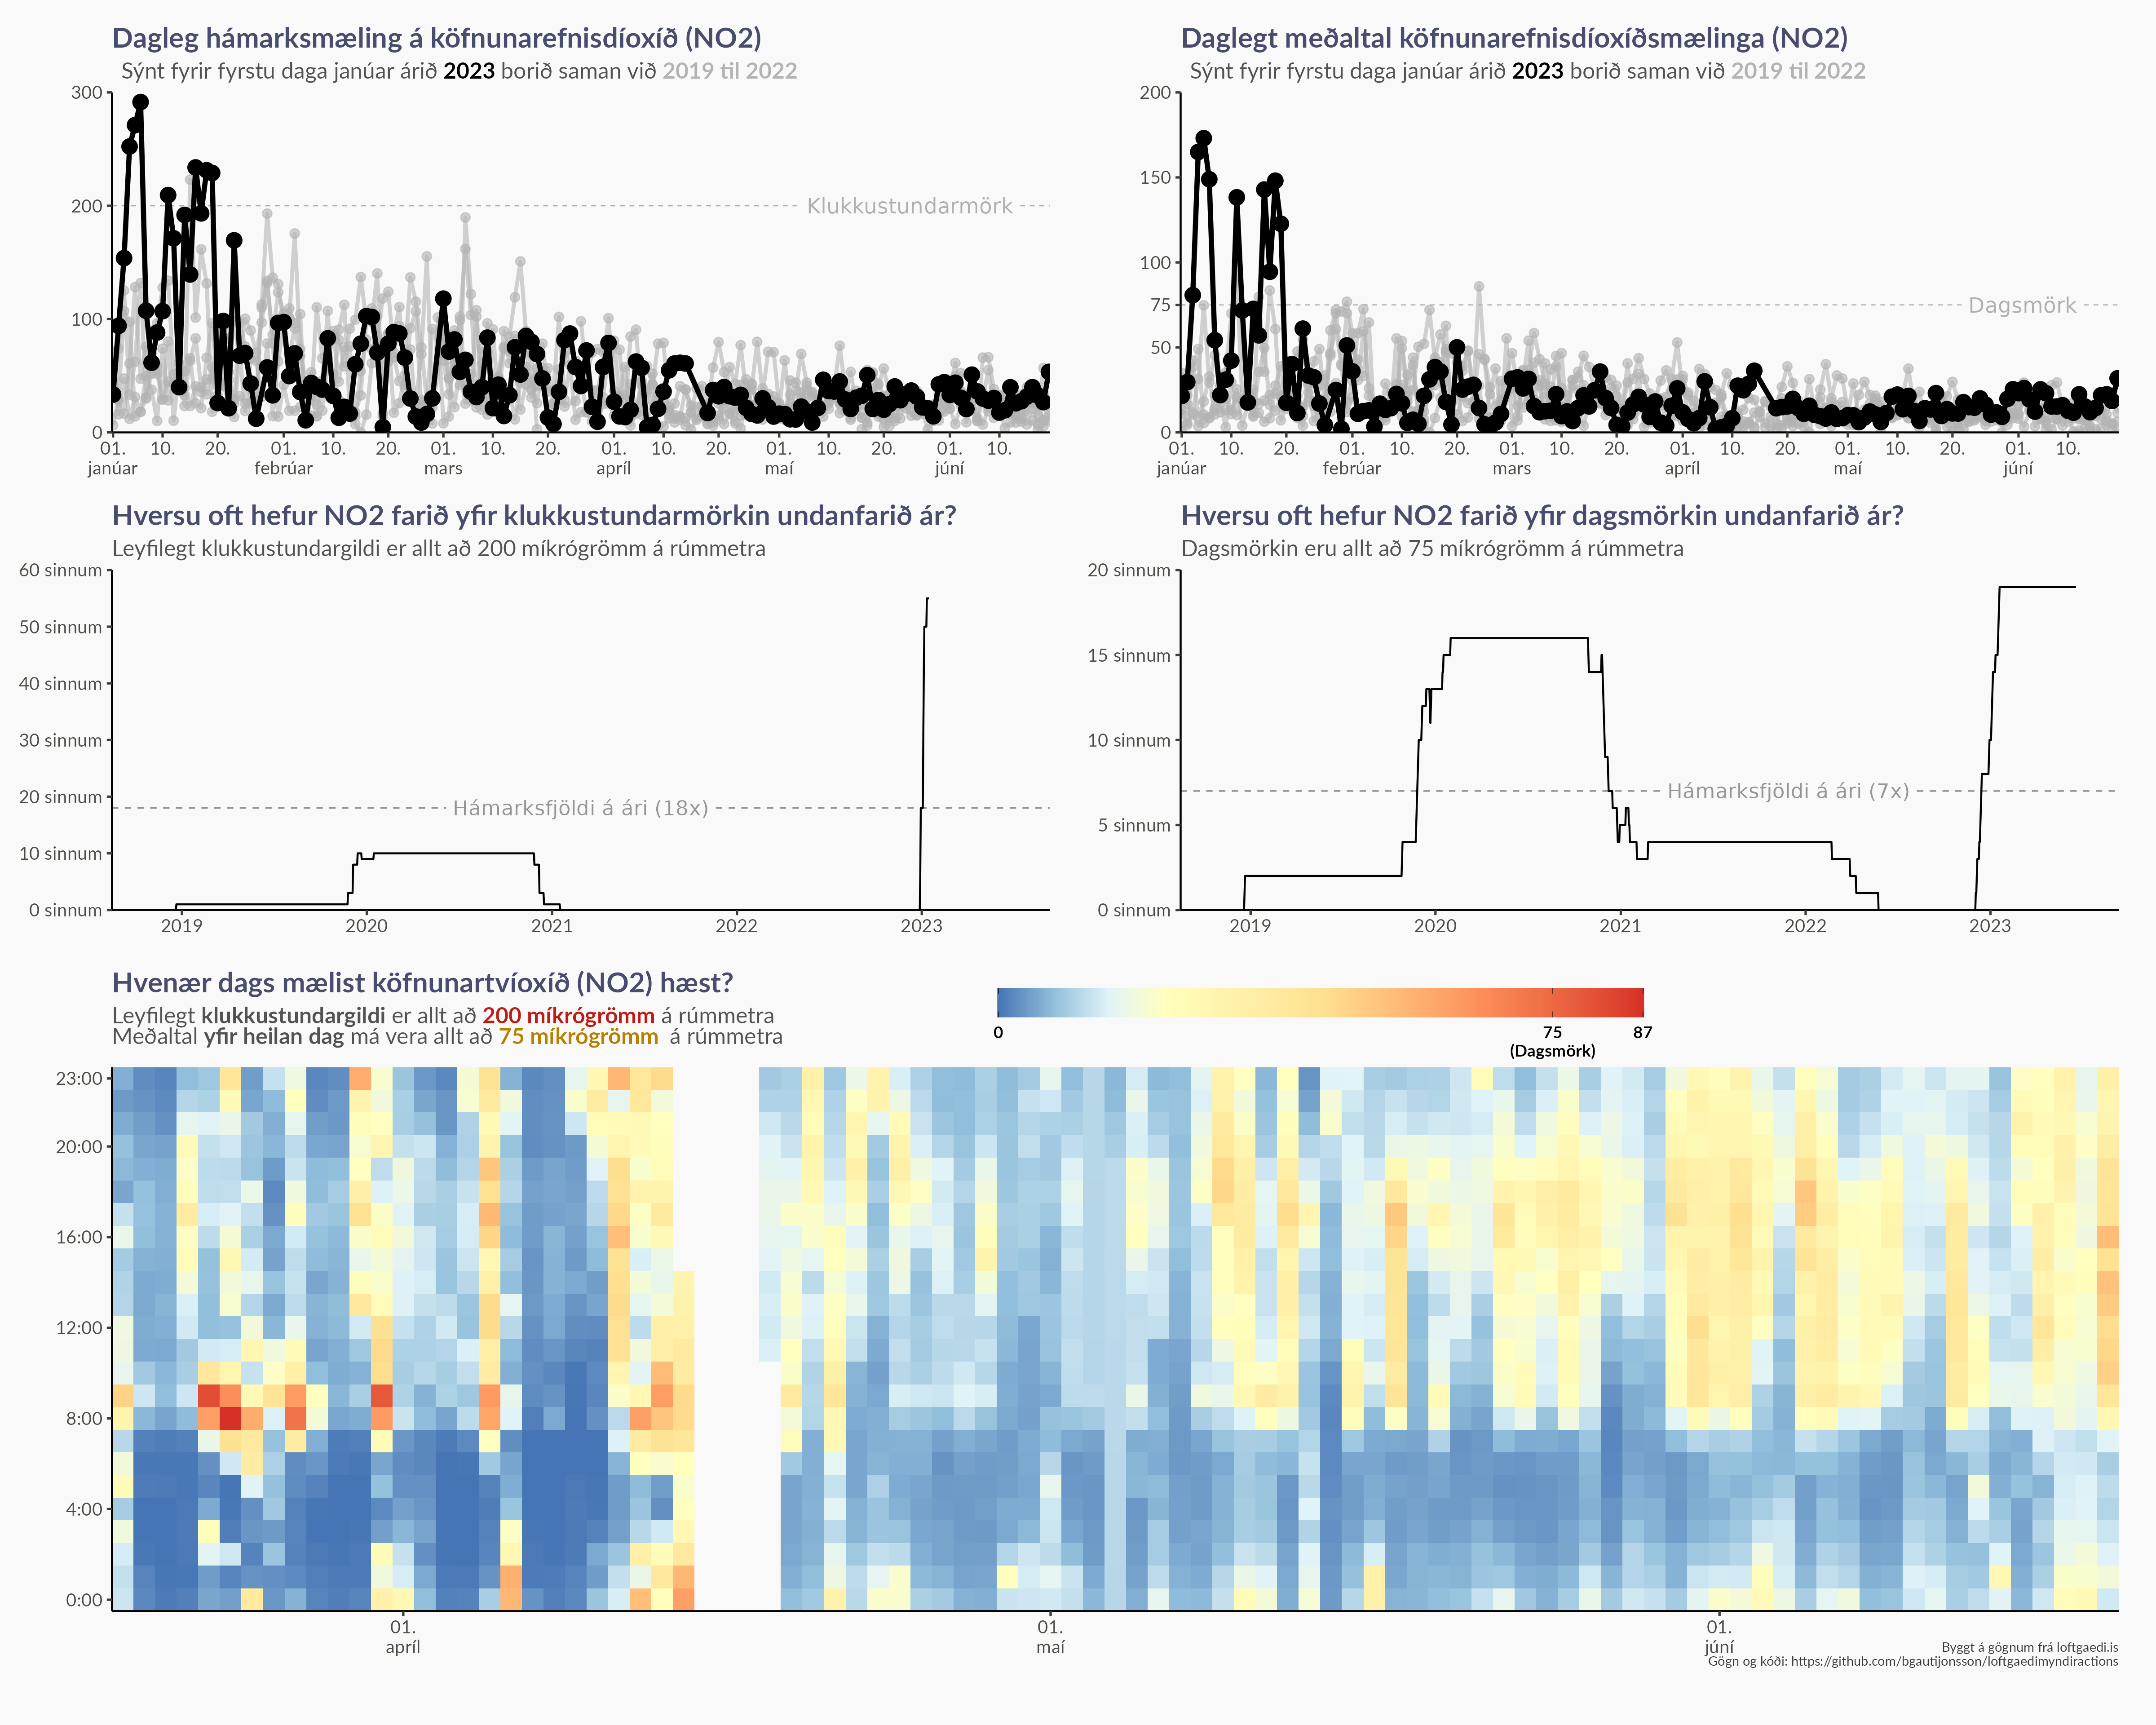 Dagleg hámarksmæling á köfnunarefnisdíoxíð (NO2)
Sýnt fyrir fyrstu daga janúar árið 2023 borið saman við 2019 til 2022
300
200
100
0
Klukkustundarmörk
01. 10. 20. 01. 10. 20. 01. 10. 20. 01. 10. 20. 01. 10. 20. 01. 10.
janúar febrúar mars apríl maí júní
Daglegt meðaltal köfnunarefnisdíoxíðsmælinga (NO2)
Sýnt fyrir fyrstu daga janúar árið 2023 borið saman við 2019 til 2022
200
150
100
75
50
0
Dagsmörk
01. 10. 20. 01. 10. 20. 01. 10. 20. 01. 10. 20. 01. 10. 20. 01. 10.
janúar febrúar mars apríl maí júní
Hversu oft hefur NO2 farið yfir klukkustundarmörkin undanfarið ár?
Leyfilegt klukkustundargildi er allt að 200 míkrógrömm á rúmmetra
60 sinnum
50 sinnum
40 sinnum
30 sinnum
20 sinnum
10 sinnum
0 sinnum
Hámarksfjöldi á ári (18x)
2019 2020 2021 2022 2023
Hversu oft hefur NO2 farið yfir dagsmörkin undanfarið ár?
Dagsmörkin eru allt að 75 míkrógrömm á rúmmetra
20 sinnum
15 sinnum
10 sinnum
5 sinnum
0 sinnum
Hámarksfjöldi á ári (7x)
2019 2020 2021 2022 2023
Hvenær dags mælist köfnunartvíoxíð (NO2) hæst?
Leyfilegt klukkustundargildi er allt að 200 míkrógrömm á rúmmetra
Meðaltal yfir heilan dag má vera allt að 75 míkrógrömm á rúmmetra
0 75 87
(Dagsmörk)
23:00
20:00
16:00
12:00
8:00
4:00
0:00
01. 01. 01.
apríl maí júní
Byggt á gögnum frá loftgaedi.is
Gögn og kóði: https://github.com/bgautijonsson/loftgaedimyndiractions